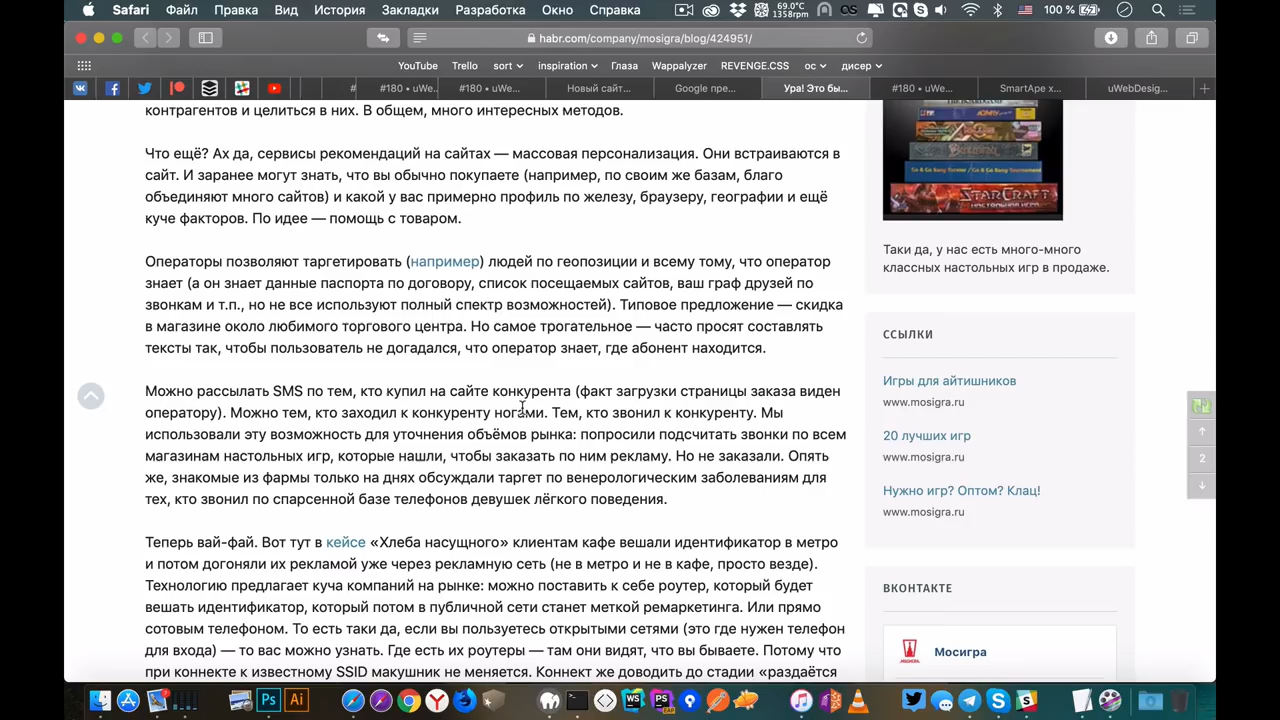 Safari Файл Правка Вид История Закладки Разработка Окно Справка 69.0°C 1358rpm OS 100 %
habr.com/company/mosigra/blog/424951/
YouTube Trello sort inspiration Глаза Wappalyzer REVENGE.CSS ос дисер
# #180 • uWe... #180 • uWe... Новый сайт... Google пре... Ура! Это бы... #180 • uWe... SmartApe х... uWebDesig...
контрагентов и целиться в них. В общем, много интересных методов.
Что ещё? Ах да, сервисы рекомендаций на сайтах — массовая персонализация. Они встраиваются в
сайт. И заранее могут знать, что вы обычно покупаете (например, по своим же базам, благо
объединяют много сайтов) и какой у вас примерно профиль по железу, браузеру, географии и ещё
куче факторов. По идее — помощь с товаром.
Операторы позволяют таргетировать (например) людей по геопозиции и всему тому, что оператор
знает (а он знает данные паспорта по договору, список посещаемых сайтов, ваш граф друзей по
звонкам и т.п., но не все используют полный спектр возможностей). Типовое предложение — скидка
в магазине около любимого торгового центра. Но самое трогательное — часто просят составлять
тексты так, чтобы пользователь не догадался, что оператор знает, где абонент находится.
Можно рассылать SMS по тем, кто купил на сайте конкурента (факт загрузки страницы заказа виден
оператору). Можно тем, кто заходил к конкуренту ногами. Тем, кто звонил к конкуренту. Мы
использовали эту возможность для уточнения объёмов рынка: попросили подсчитать звонки по всем
магазинам настольных игр, которые нашли, чтобы заказать по ним рекламу. Но не заказали. Опять
же, знакомые из фармы только на днях обсуждали таргет по венерологическим заболеваниям для
тех, кто звонил по спарсенной базе телефонов девушек лёгкого поведения.
Теперь вай-фай. Вот тут в кейсе «Хлеба насущного» клиентам кафе вешали идентификатор в метро
и потом догоняли их рекламой уже через рекламную сеть (не в метро и не в кафе, просто везде).
Технологию предлагает куча компаний на рынке: можно поставить к себе роутер, который будет
вешать идентификатор, который потом в публичной сети станет меткой ремаркетинга. Или прямо
сотовым телефоном. То есть таки да, если вы пользуетесь открытыми сетями (это где нужен телефон
для входа) — то вас можно узнать. Где есть их роутеры — там они видят, что вы бываете. Потому что
при коннекте к известному SSID макушник не меняется. Коннект же доводить до стадии «раздаётся
STARCRAFT
НАСТОЛЬНАЯ ИГРА
Таки да, у нас есть много-много
классных настольных игр в продаже.
ССЫЛКИ
Игры для айтишников
www.mosigra.ru
20 лучших игр
www.mosigra.ru
Нужно игр? Оптом? Клац!
www.mosigra.ru
2
ВКОНТАКТЕ
Мосигра
Ps Ai WS PS